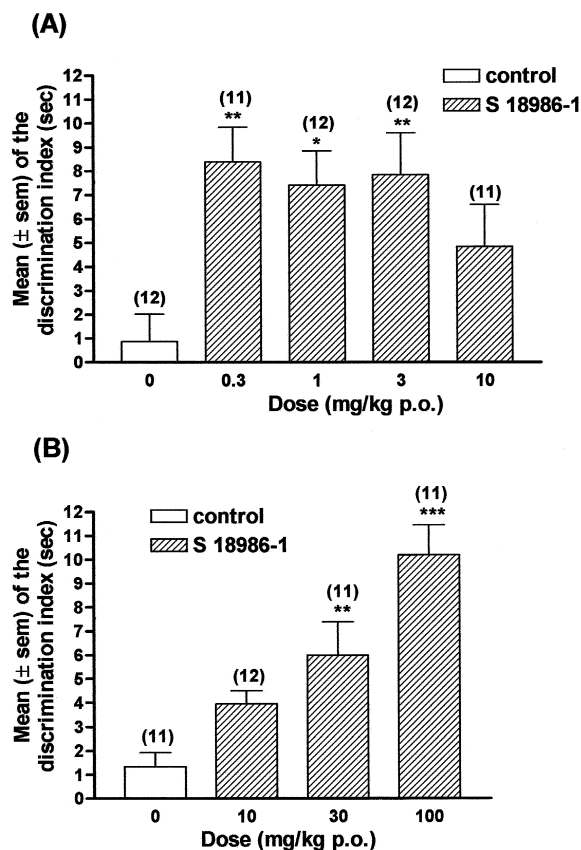 (A)
Mean (± sem) of the
discrimination index (sec)
12
11
10
9
8
7
6
5
4
3
2
1
0
control
S 18986-1
(12)
(11)
**
(12)
*
(12)
**
(11)
0 0.3 1 3 10
Dose (mg/kg p.o.)
(B)
Mean (± sem) of the
discrimination index (sec)
12
11
10
9
8
7
6
5
4
3
2
1
0
control
S 18986-1
(11)
(12)
(11)
**
(11)
***
0 10 30 100
Dose (mg/kg p.o.)